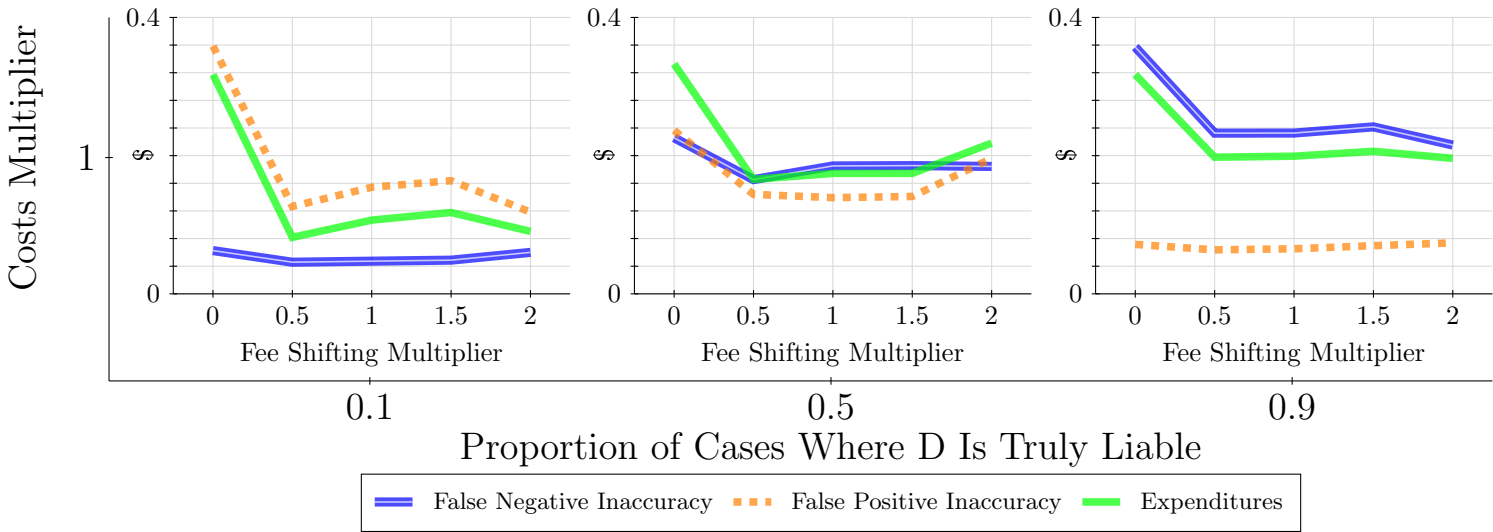 Costs Multiplier
1
0.4
0
$
0 0.5 1 1.5 2
Fee Shifting Multiplier
0.4
0
$
0 0.5 1 1.5 2
Fee Shifting Multiplier
0.4
0
$
0 0.5 1 1.5 2
Fee Shifting Multiplier
0.1 0.5 0.9
Proportion of Cases Where D Is Truly Liable
False Negative Inaccuracy False Positive Inaccuracy Expenditures